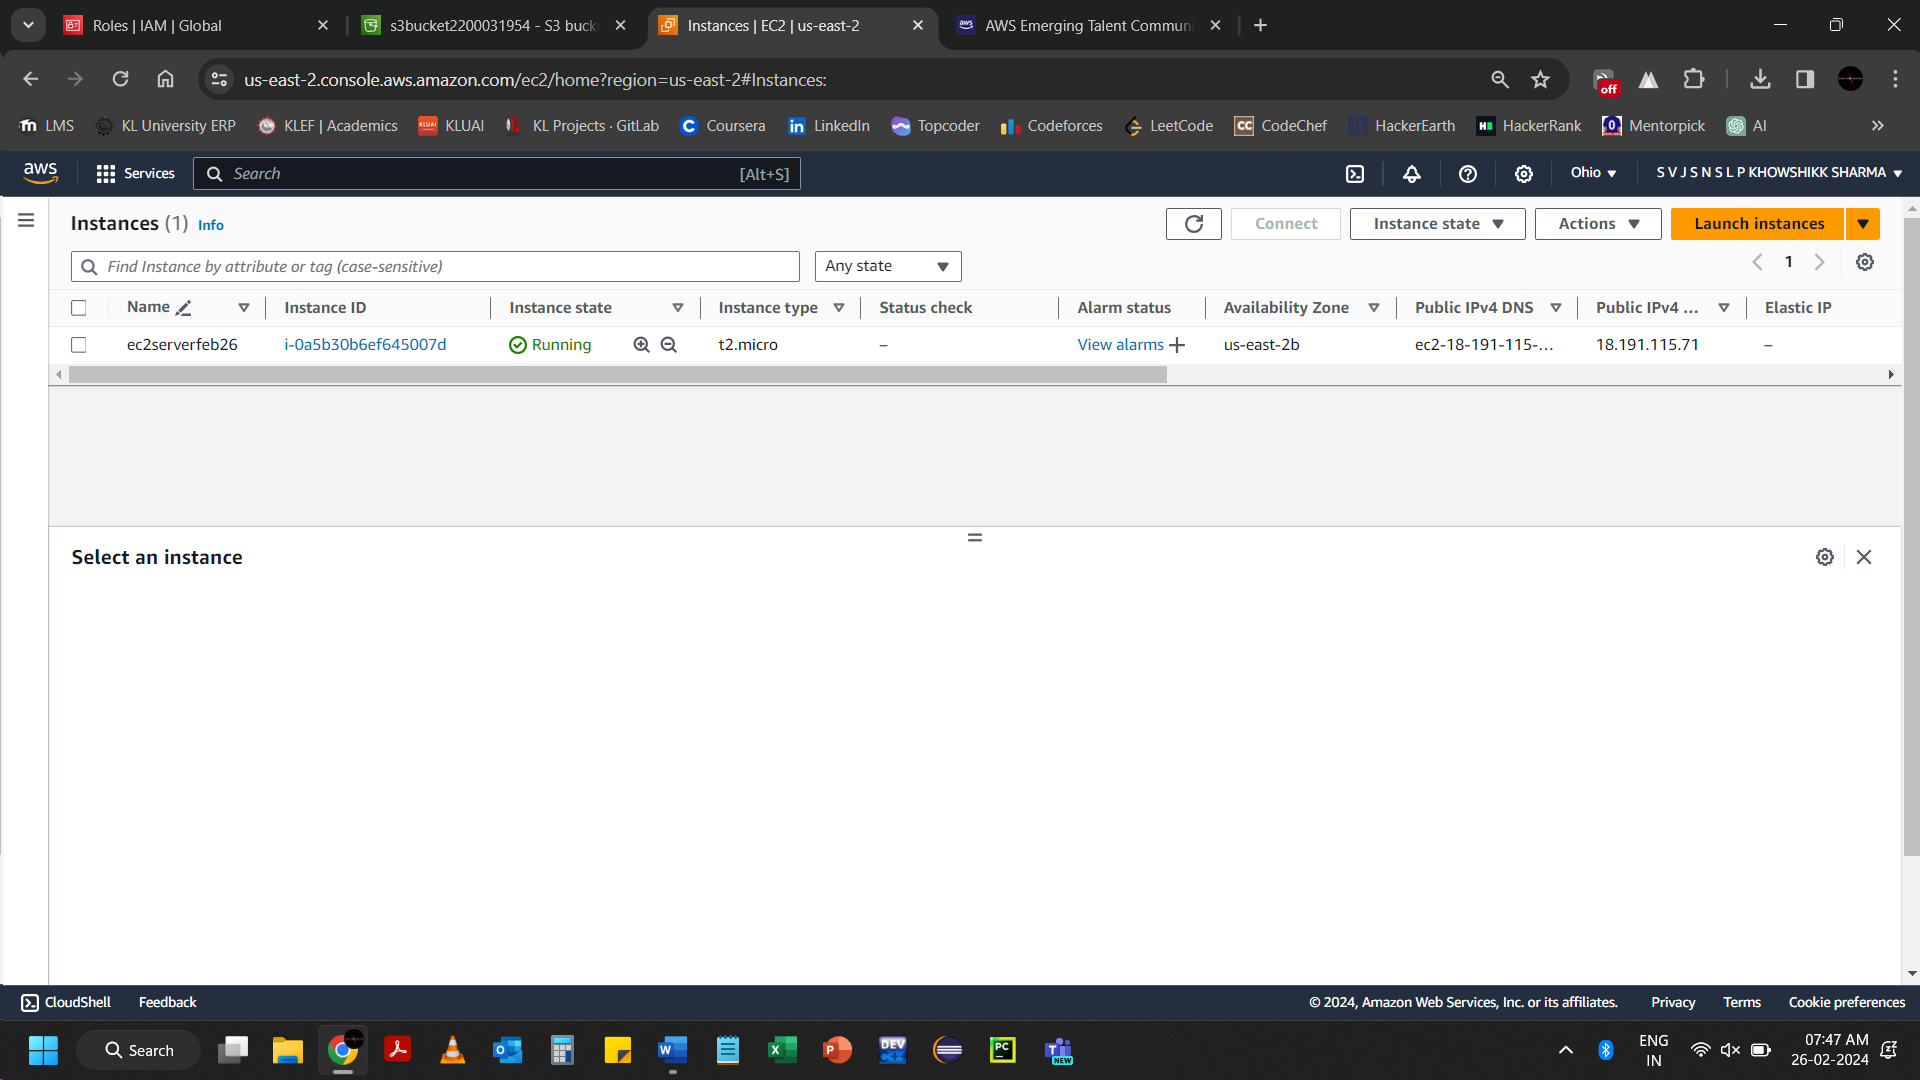 Roles | IAM | Global
s3bucket2200031954 - S3 buck
Instances | EC2 | us-east-2
AWS Emerging Talent Communi
us-east-2.console.aws.amazon.com/ec2/home?region=us-east-2#Instances:
off
LMS
KL University ERP
KLEF | Academics
KLUAI
KL Projects · GitLab
Coursera
LinkedIn
Topcoder
Codeforces
LeetCode
CodeChef
HackerEarth
HackerRank
Mentorpick
AI
aws
Services
Search
[Alt+S]
Ohio
S V J S N S L P KHOWSHIKK SHARMA
Instances (1) Info
Connect
Instance state
Actions
Launch instances
Find Instance by attribute or tag (case-sensitive)
Any state
1
Name
Instance ID
Instance state
Instance type
Status check
Alarm status
Availability Zone
Public IPv4 DNS
Public IPv4 ...
Elastic IP
ec2serverfeb26
i-0a5b30b6ef645007d
Running
t2.micro
–
View alarms
us-east-2b
ec2-18-191-115-...
18.191.115.71
–
Select an instance
CloudShell
Feedback
© 2024, Amazon Web Services, Inc. or its affiliates.
Privacy
Terms
Cookie preferences
Search
DEV
PC
NEW
ENG
IN
07:47 AM
26-02-2024